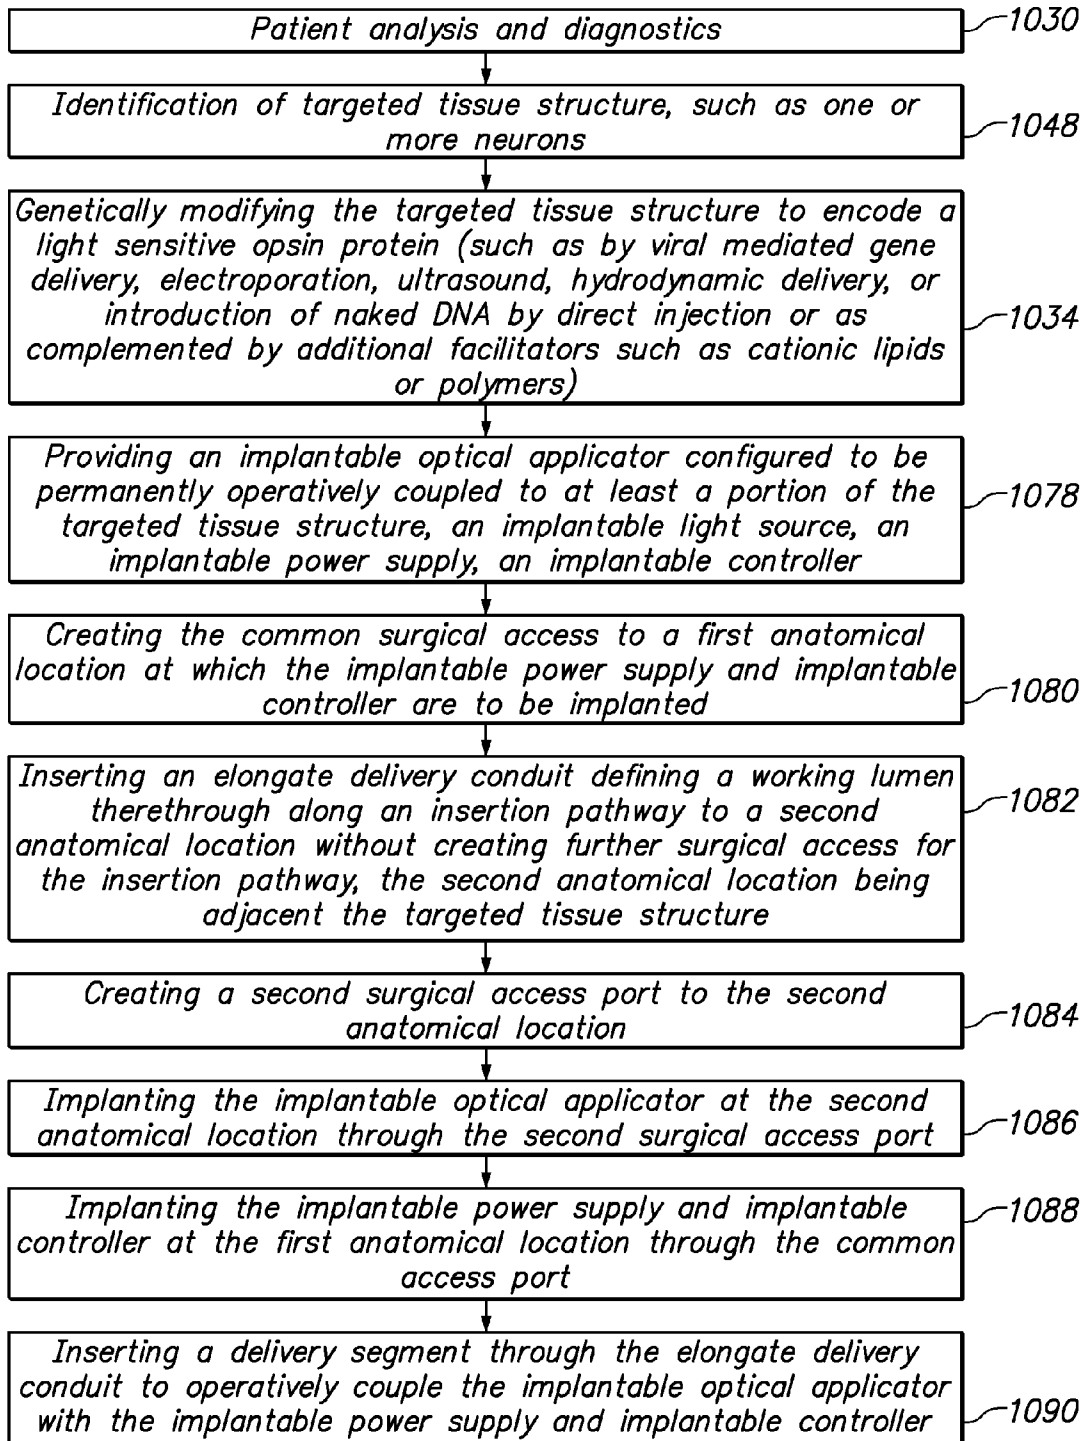 Patient analysis and diagnostics
1030
Identification of targeted tissue structure, such as one or
more neurons
1048
Genetically modifying the targeted tissue structure to encode a
light sensitive opsin protein (such as by viral mediated gene
delivery, electroporation, ultrasound, hydrodynamic delivery, or
introduction of naked DNA by direct injection or as
complemented by additional facilitators such as cationic lipids
or polymers)
1034
Providing an implantable optical applicator configured to be
permanently operatively coupled to at least a portion of the
targeted tissue structure, an implantable light source, an
implantable power supply, an implantable controller
1078
Creating the common surgical access to a first anatomical
location at which the implantable power supply and implantable
controller are to be implanted
1080
Inserting an elongate delivery conduit defining a working lumen
therethrough along an insertion pathway to a second
anatomical location without creating further surgical access for
the insertion pathway, the second anatomical location being
adjacent the targeted tissue structure
1082
Creating a second surgical access port to the second
anatomical location
1084
Implanting the implantable optical applicator at the second
anatomical location through the second surgical access port
1086
Implanting the implantable power supply and implantable
controller at the first anatomical location through the common
access port
1088
Inserting a delivery segment through the elongate delivery
conduit to operatively couple the implantable optical applicator
with the implantable power supply and implantable controller
1090